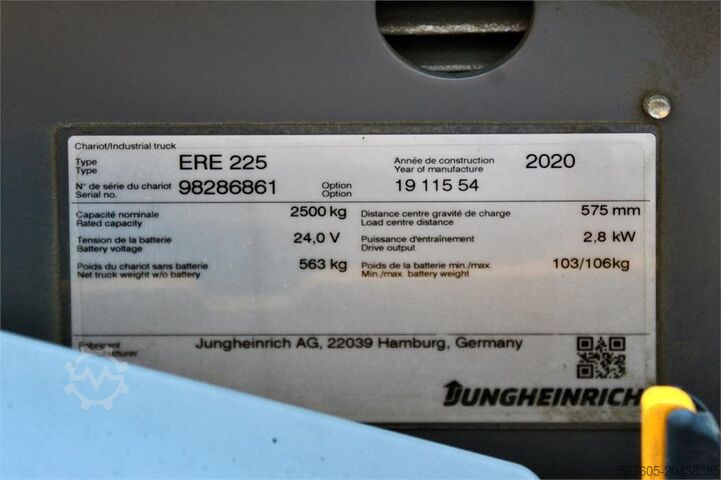 Chariot/Industrial truck
Type ERE 225 Année de construction 2020
Type Year of manufacture
N° de série du chariot 98286861 Option 19 115 54
Serial no. Option
Capacité nominale 2500 kg Distance centre gravité de charge 575 mm
Rated capacity Load centre distance
Tension de la batterie 24,0 V Puissance d'entraînement 2,8 kW
Battery voltage Drive output
Poids du chariot sans batterie 563 kg Poids de la batterie min./max. 103/106kg
Net truck weight w/o battery Min./max. battery weight
Fabricant Jungheinrich AG, 22039 Hamburg, Germany
JUNGHEINRICH